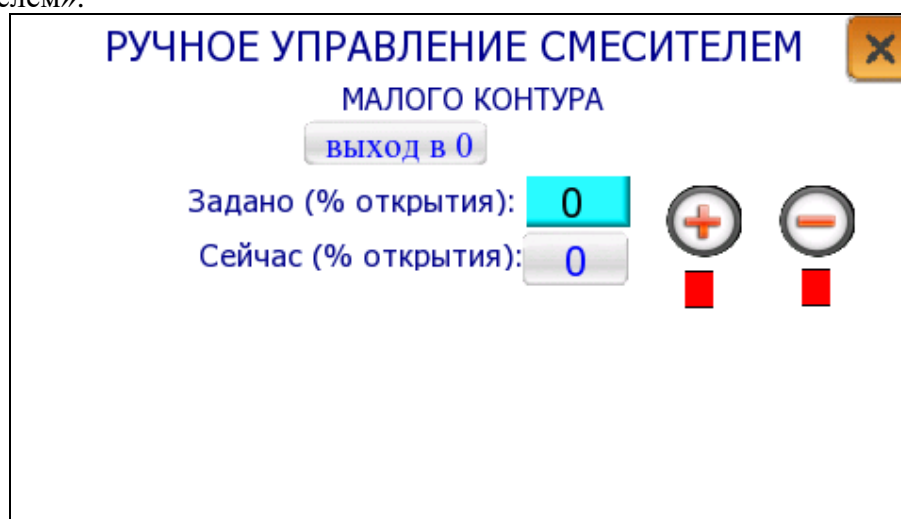 РУЧНОЕ УПРАВЛЕНИЕ СМЕСИТЕЛЕМ
МАЛОГО КОНТУРА
выход в 0
Задано (% открытия): 0
Сейчас (% открытия): 0